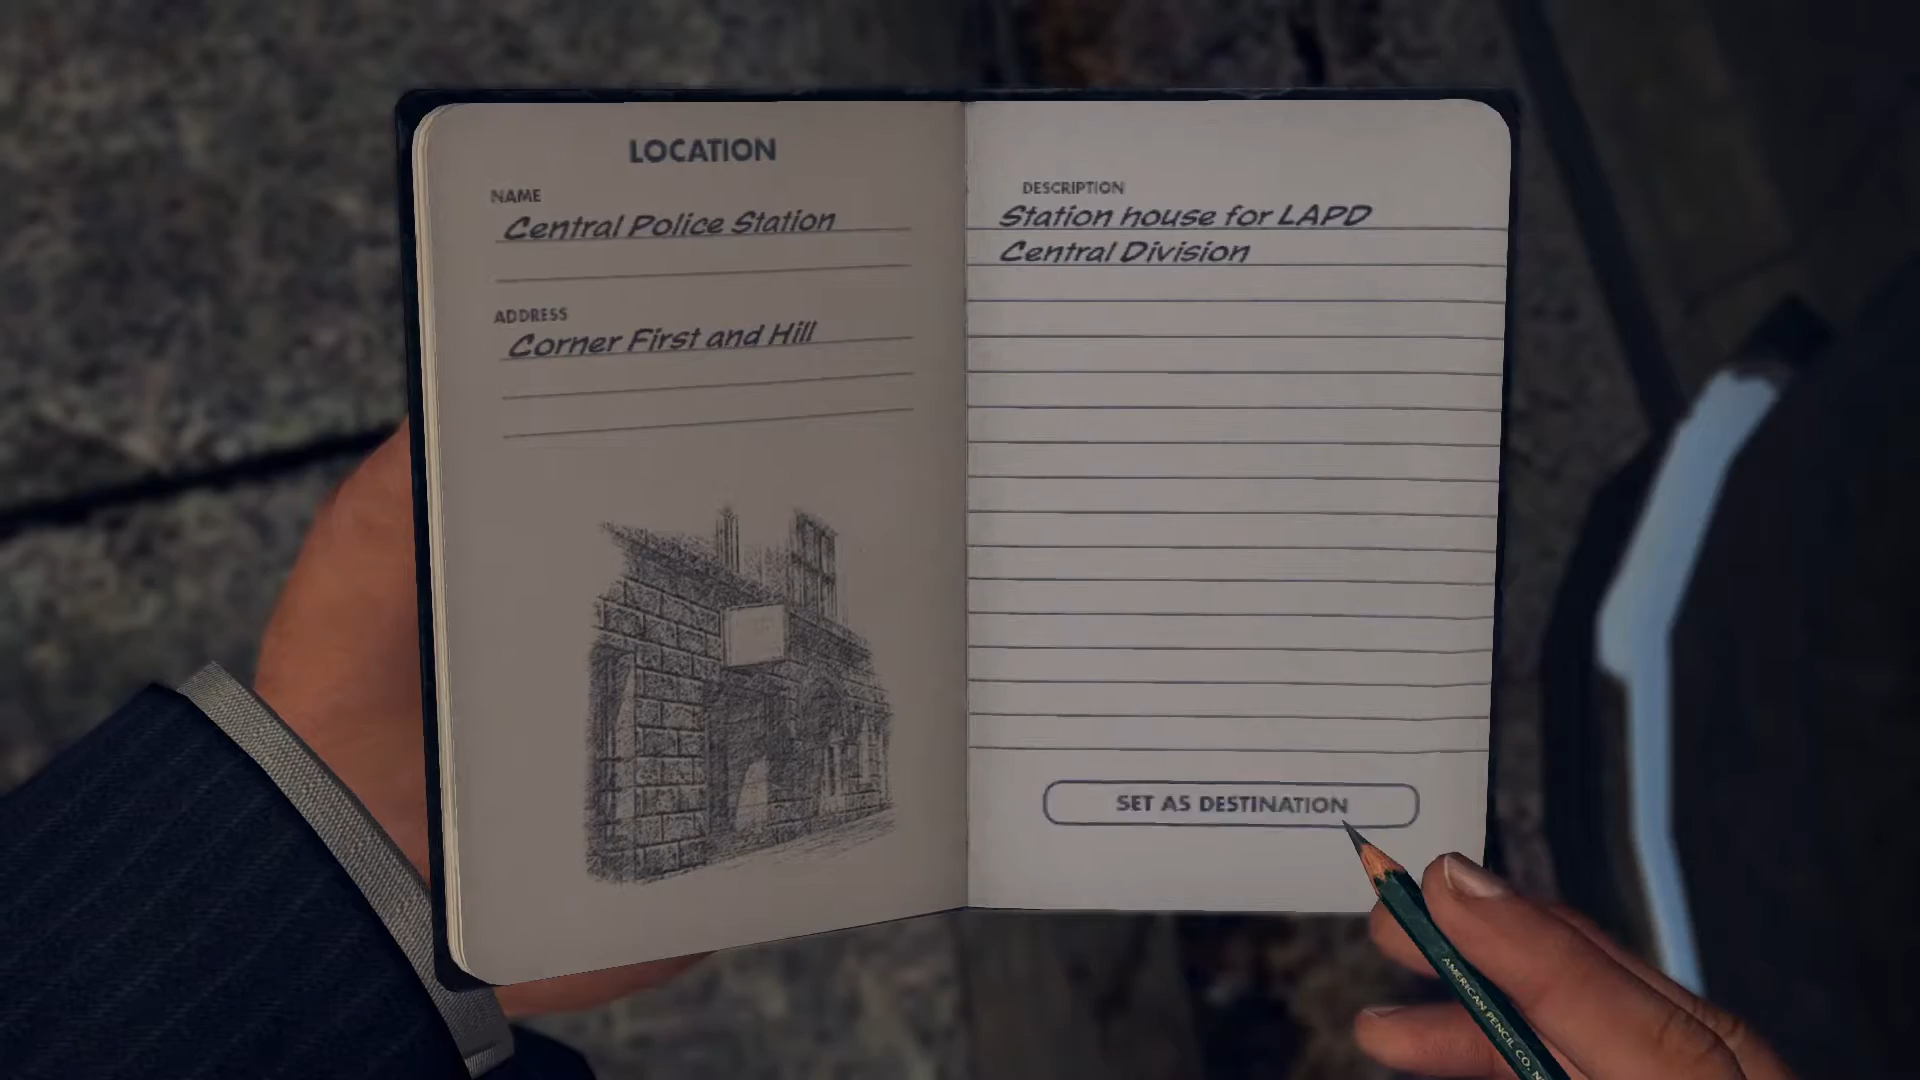 LOCATION
NAME
Central Police Station
ADDRESS
Corner First and Hill
DESCRIPTION
Station house for LAPD
Central Division
SET AS DESTINATION
AMERICAN PENCIL CO.